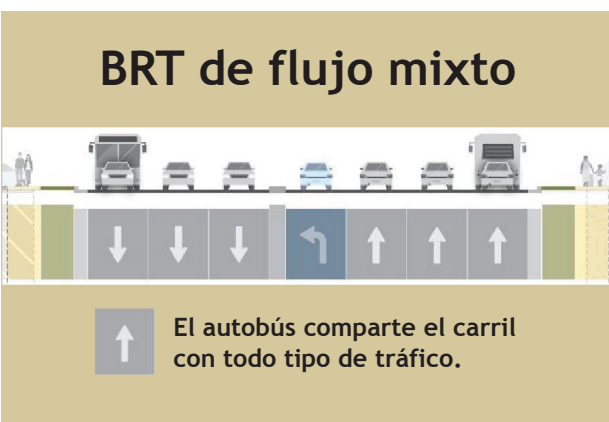 BRT de flujo mixto
El autobús comparte el carril
con todo tipo de tráfico.